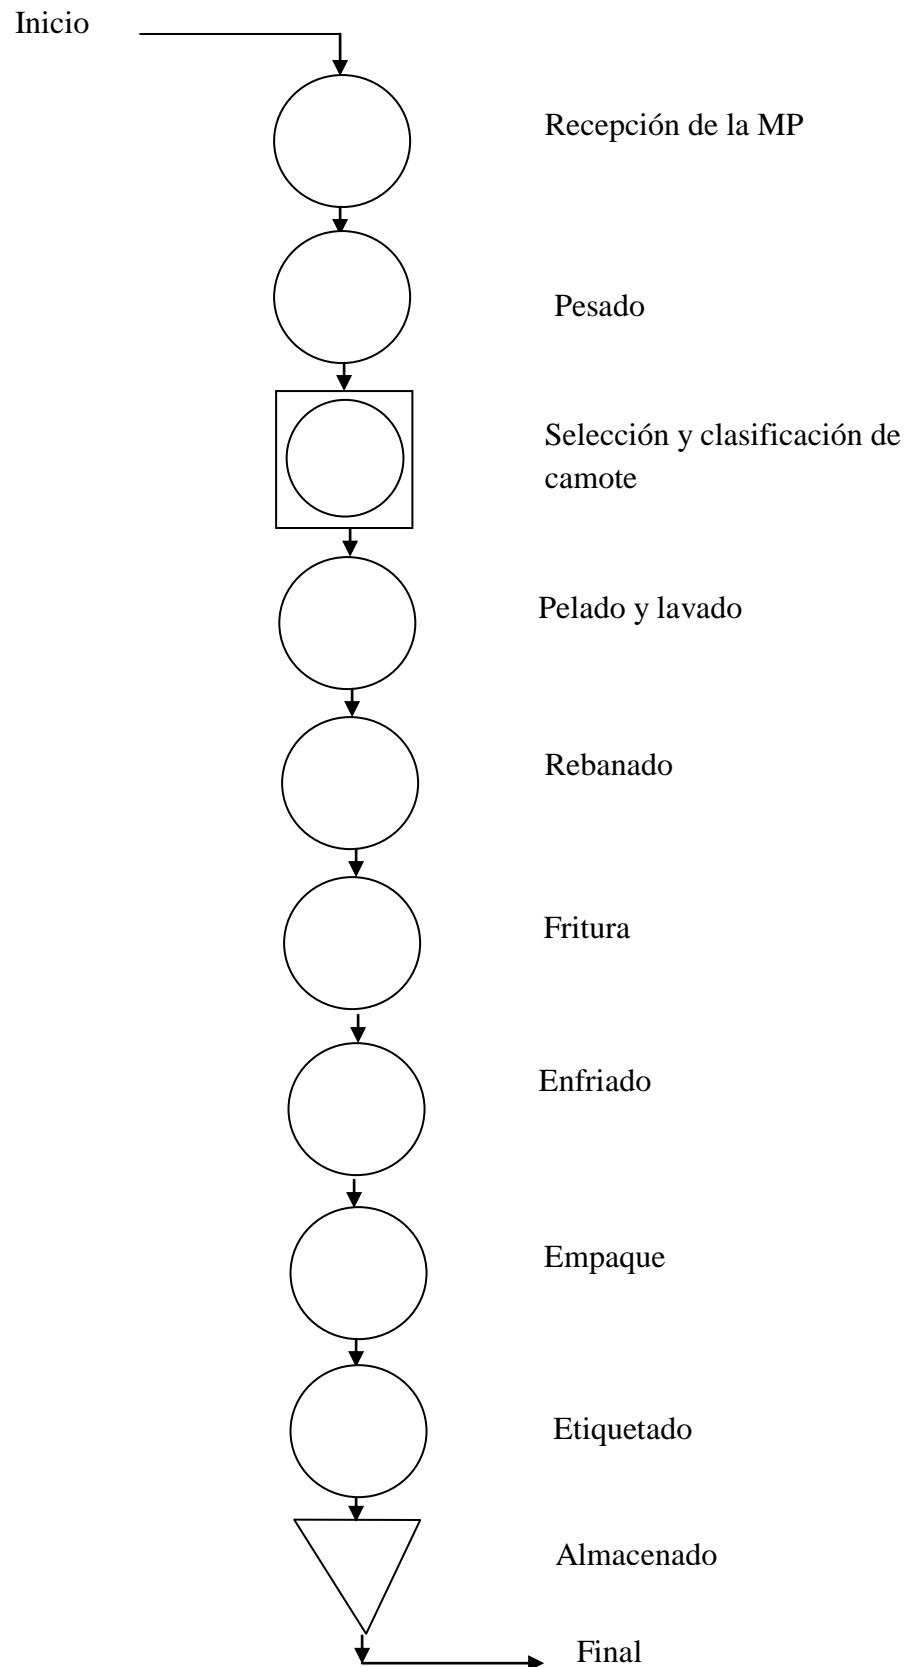 Inicio
Recepción de la MP
Pesado
Selección y clasificación de
camote
Pelado y lavado
Rebanado
Fritura
Enfriado
Empaque
Etiquetado
Almacenado
Final